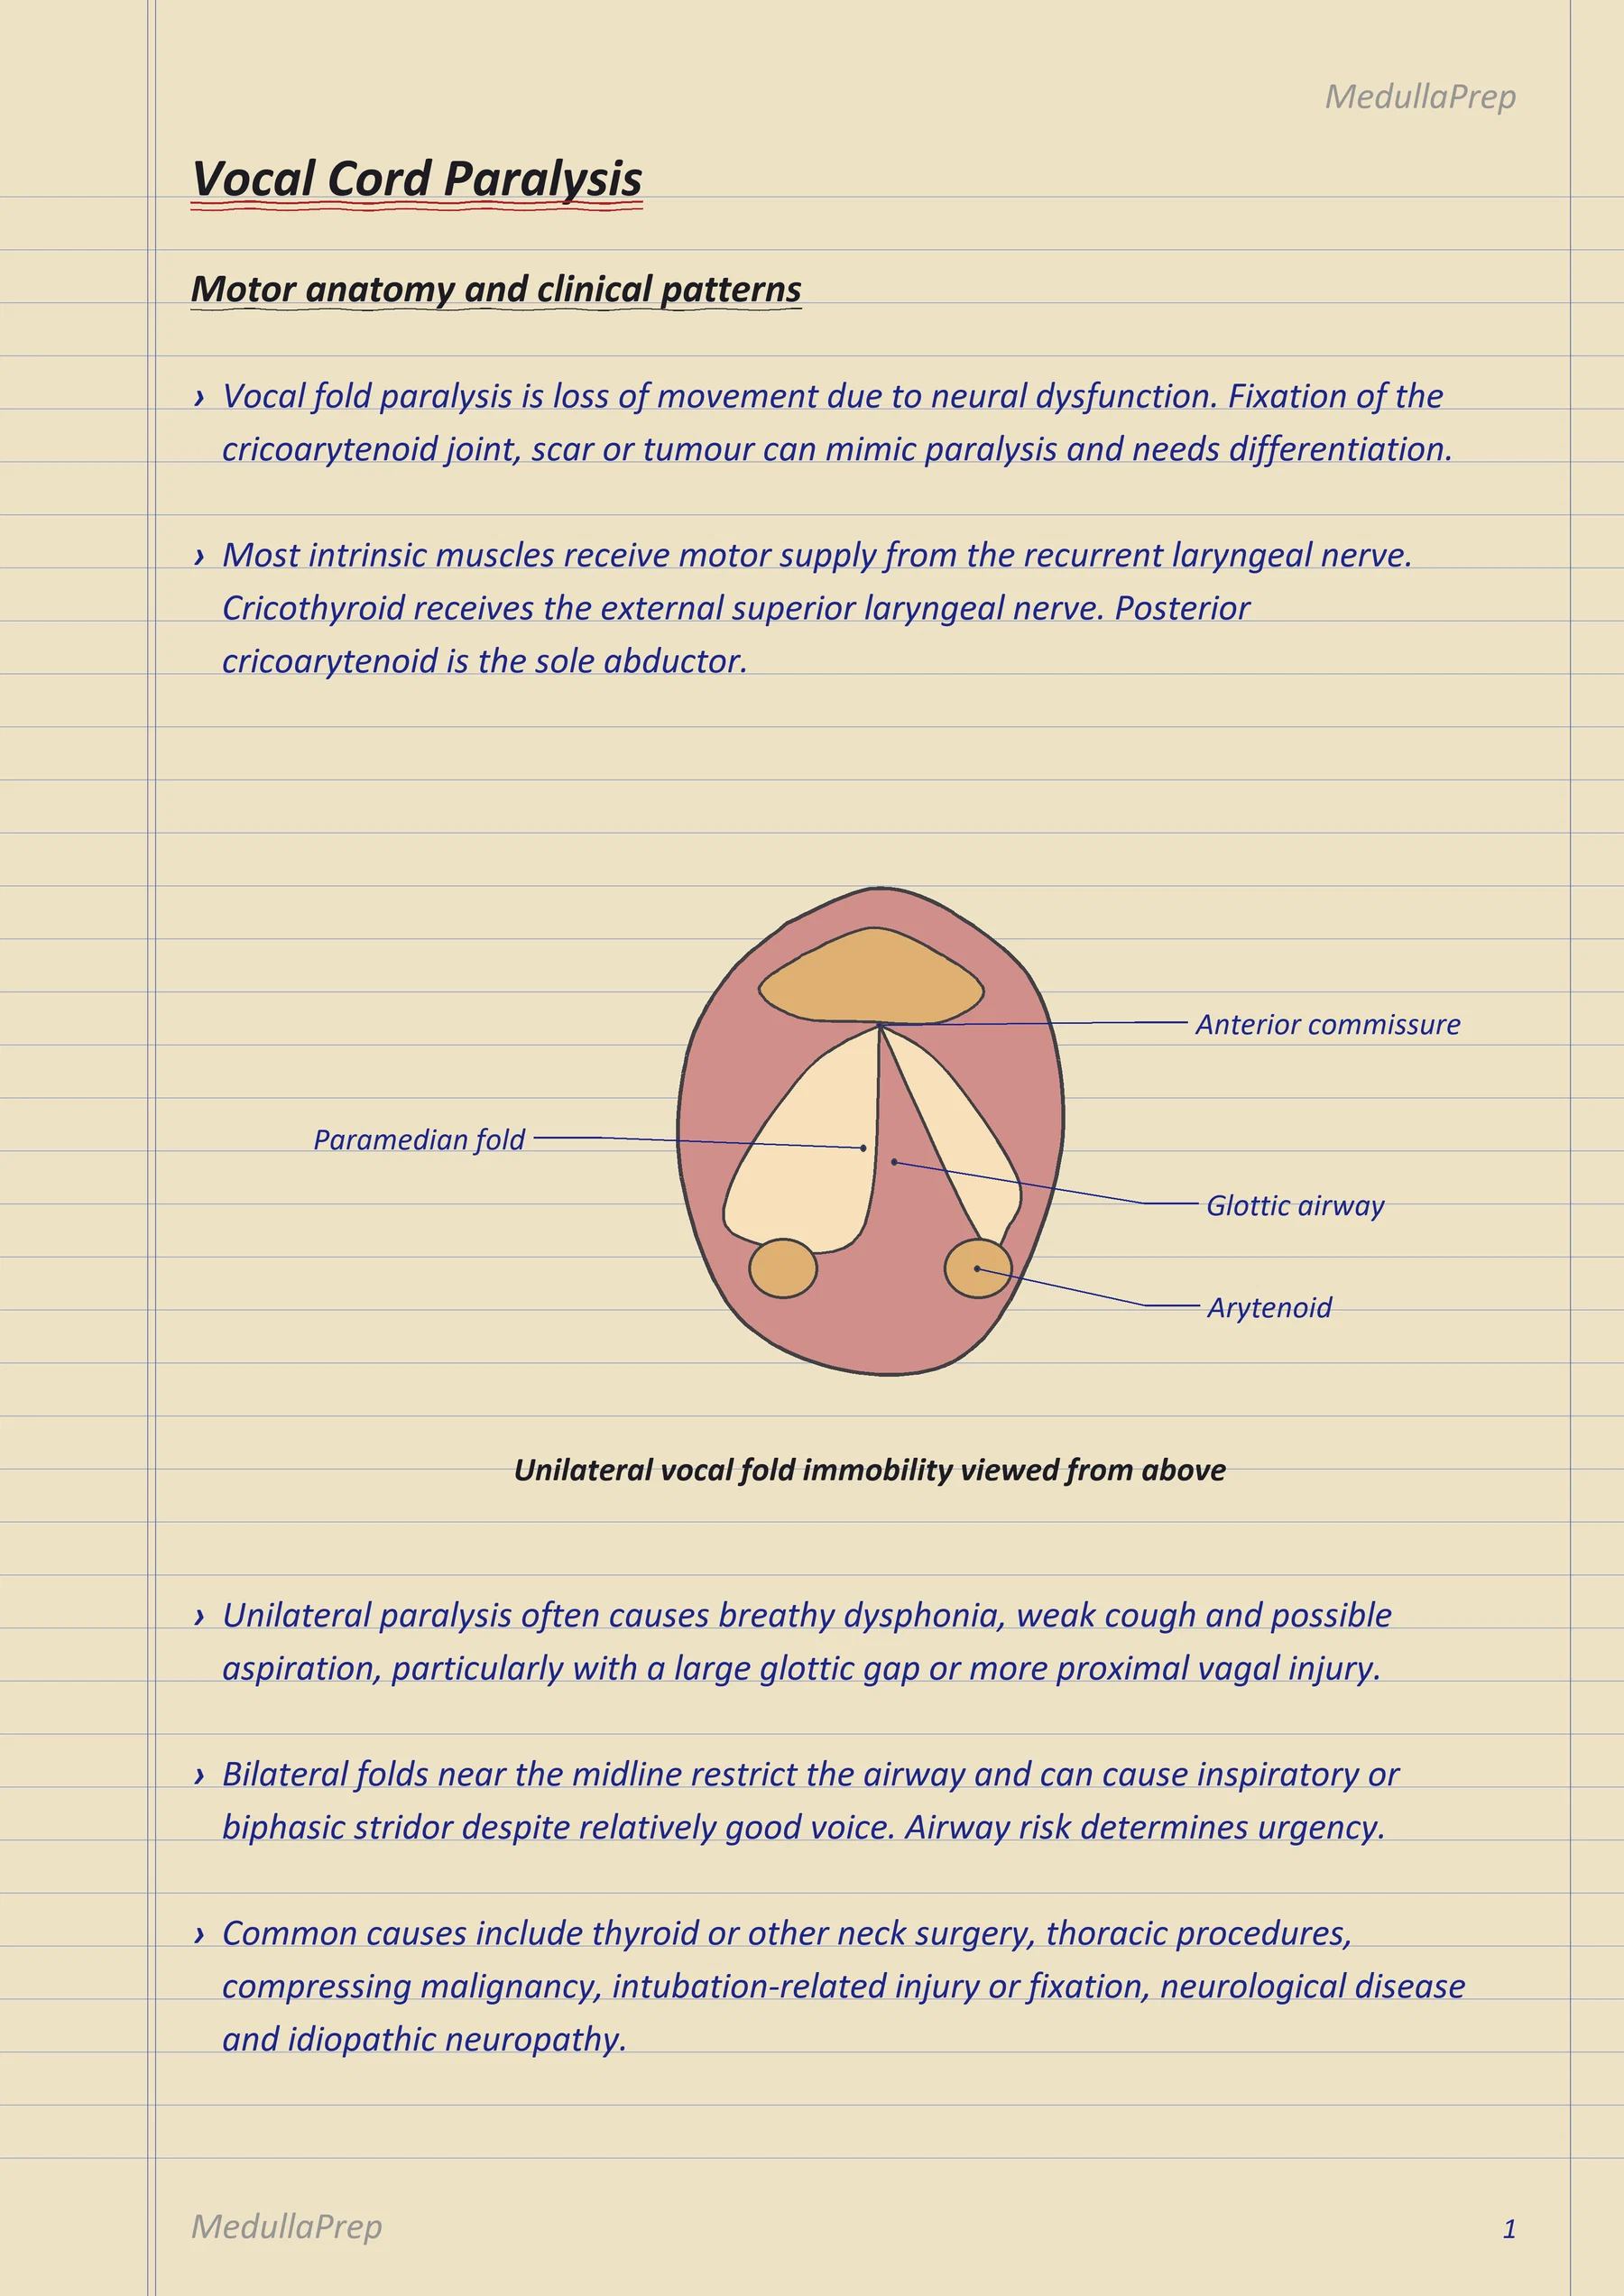 MedullaPrep
Vocal Cord Paralysis
Motor anatomy and clinical patterns
› Vocal fold paralysis is loss of movement due to neural dysfunction. Fixation of the
cricoarytenoid joint, scar or tumour can mimic paralysis and needs differentiation.
› Most intrinsic muscles receive motor supply from the recurrent laryngeal nerve.
Cricothyroid receives the external superior laryngeal nerve. Posterior
cricoarytenoid is the sole abductor.
Anterior commissure
Paramedian fold
Glottic airway
Arytenoid
Unilateral vocal fold immobility viewed from above
› Unilateral paralysis often causes breathy dysphonia, weak cough and possible
aspiration, particularly with a large glottic gap or more proximal vagal injury.
› Bilateral folds near the midline restrict the airway and can cause inspiratory or
biphasic stridor despite relatively good voice. Airway risk determines urgency.
› Common causes include thyroid or other neck surgery, thoracic procedures,
compressing malignancy, intubation-related injury or fixation, neurological disease
and idiopathic neuropathy.
MedullaPrep
1